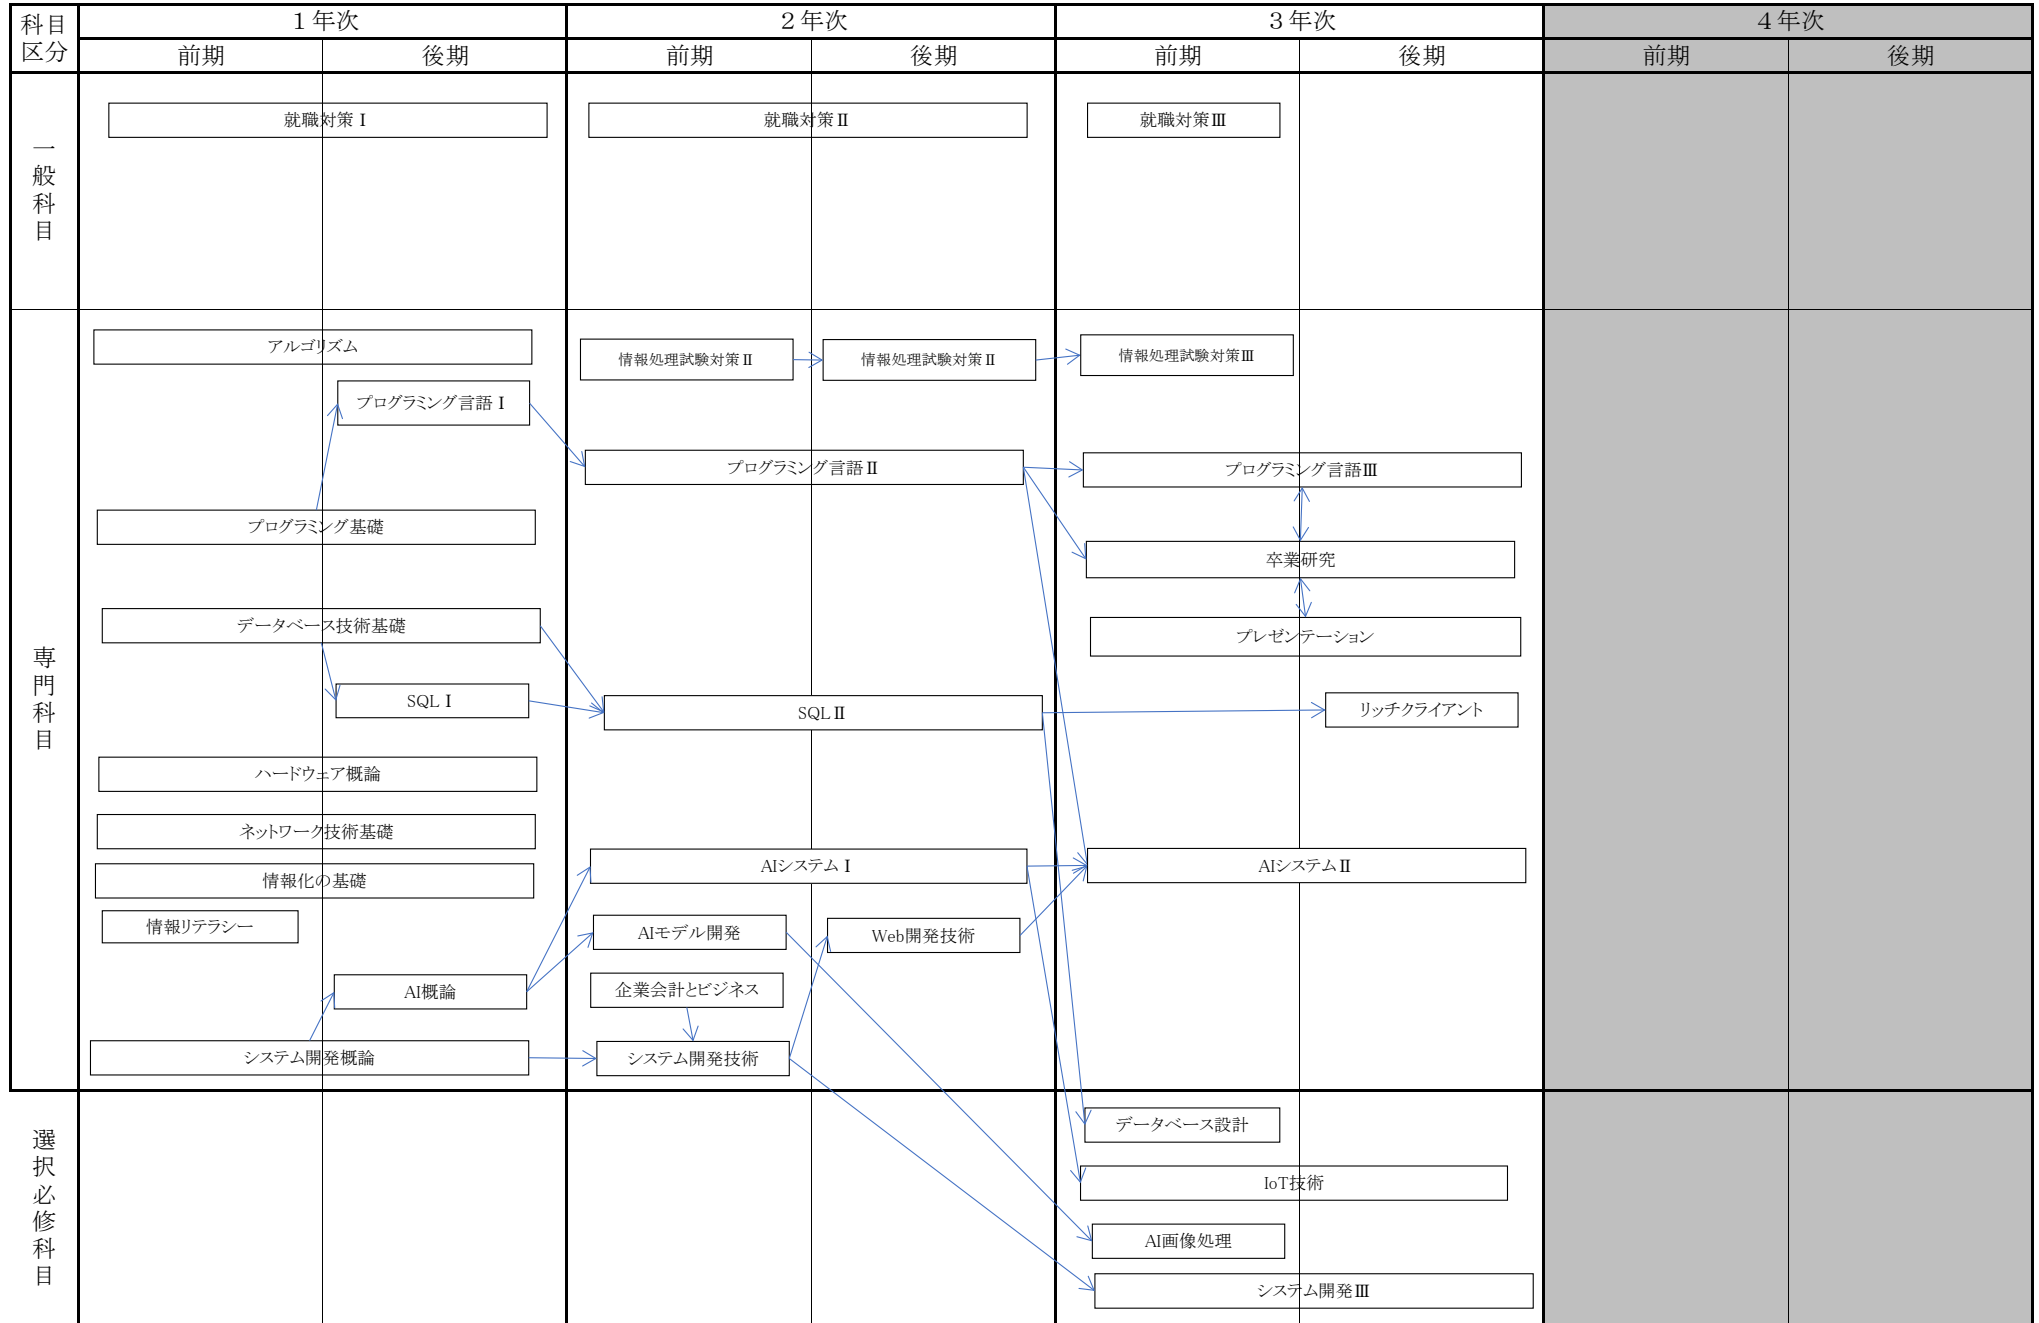 科目
区分
１年次
２年次
３年次
４年次
前期
後期
前期
後期
前期
後期
前期
後期
一般科目
就職対策Ⅰ
就職対策Ⅱ
就職対策Ⅲ
専門科目
アルゴリズム
情報処理試験対策Ⅱ
情報処理試験対策Ⅱ
情報処理試験対策Ⅲ
プログラミング言語Ⅰ
プログラミング言語Ⅱ
プログラミング言語Ⅲ
プログラミング基礎
卒業研究
データベース技術基礎
プレゼンテーション
SQLⅠ
SQLⅡ
リッチクライアント
ハードウェア概論
ネットワーク技術基礎
AIシステムⅠ
AIシステムⅡ
情報化の基礎
情報リテラシー
AIモデル開発
Web開発技術
AI概論
企業会計とビジネス
システム開発概論
システム開発技術
選択必修科目
データベース設計
IoT技術
AI画像処理
システム開発Ⅲ